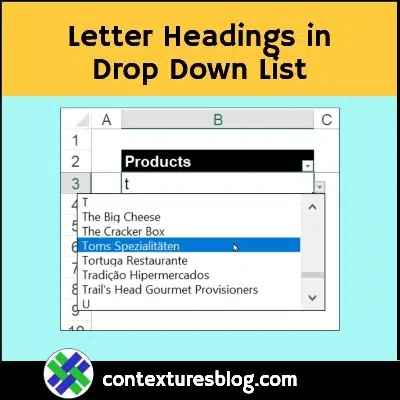 Letter Headings in
Drop Down List
A B C
1
2 Products
3 t
T
The Big Cheese
The Cracker Box
Toms Spezialitäten
Tortuga Restaurante
Tradição Hipermercados
Trail's Head Gourmet Provisioners
U
contexturesblog.com